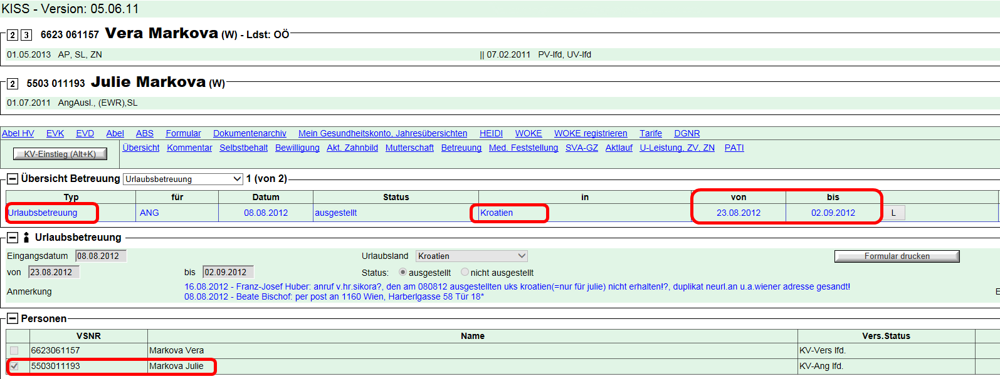 KISS - Version: 05.06.11
2 3 6623 061157 Vera Markova (W) - Ldst: OÖ
01.05.2013 AP, SL, ZN || 07.02.2011 PV-lfd, UV-lfd
2 5503 011193 Julie Markova (W)
01.07.2011 AngAusl., (EWR),SL
Abel HV EVK EVD Abel ABS Formular Dokumentenarchiv Mein Gesundheitskonto, Jahresübersichten HEIDI WOKE WOKE registrieren Tarife DGNR
KV-Einstieg (Alt+K) Übersicht Kommentar Selbstbehalt Bewilligung Akt. Zahnbild Mutterschaft Betreuung Med. Feststellung SVA-GZ Aktlauf U-Leistung, ZV, ZN PATI
Übersicht Betreuung Urlaubsbetreuung 1 (von 2)
Typ für Datum Status in von bis
Urlaubsbetreuung ANG 08.08.2012 ausgestellt Kroatien 23.08.2012 02.09.2012 L
Urlaubsbetreuung
Eingangsdatum 08.08.2012 Urlaubsland Kroatien Formular drucken
von 23.08.2012 bis 02.09.2012 Status: ausgestellt nicht ausgestellt
Anmerkung 16.08.2012 - Franz-Josef Huber: anruf v.hr.sikora?, den am 080812 ausgestellten uks kroatien(=nur für julie) nicht erhalten!?, duplikat neurl.an u.a.wiener adresse gesandt! E
08.08.2012 - Beate Bischof: per post an 1160 Wien, Harberlgasse 58 Tür 18*
Personen
VSNR Name Vers.Status
6623061157 Markova Vera KV-Vers lfd.
5503011193 Markova Julie KV-Ang lfd.